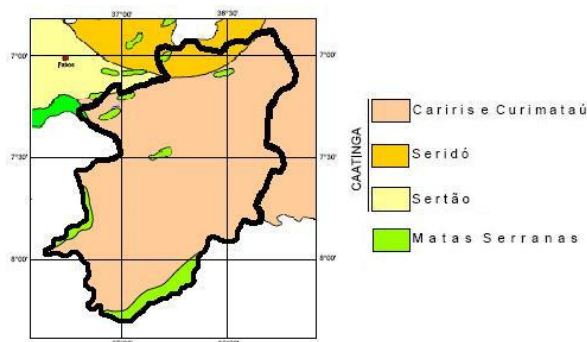 37°00' 36°30'
7°00' 7°00'
Patos
7°30' 7°30'
8°00' 8°00'
CAATINGA
Cariris e Curimataú
Seridó
Sertão
Matas Serranas